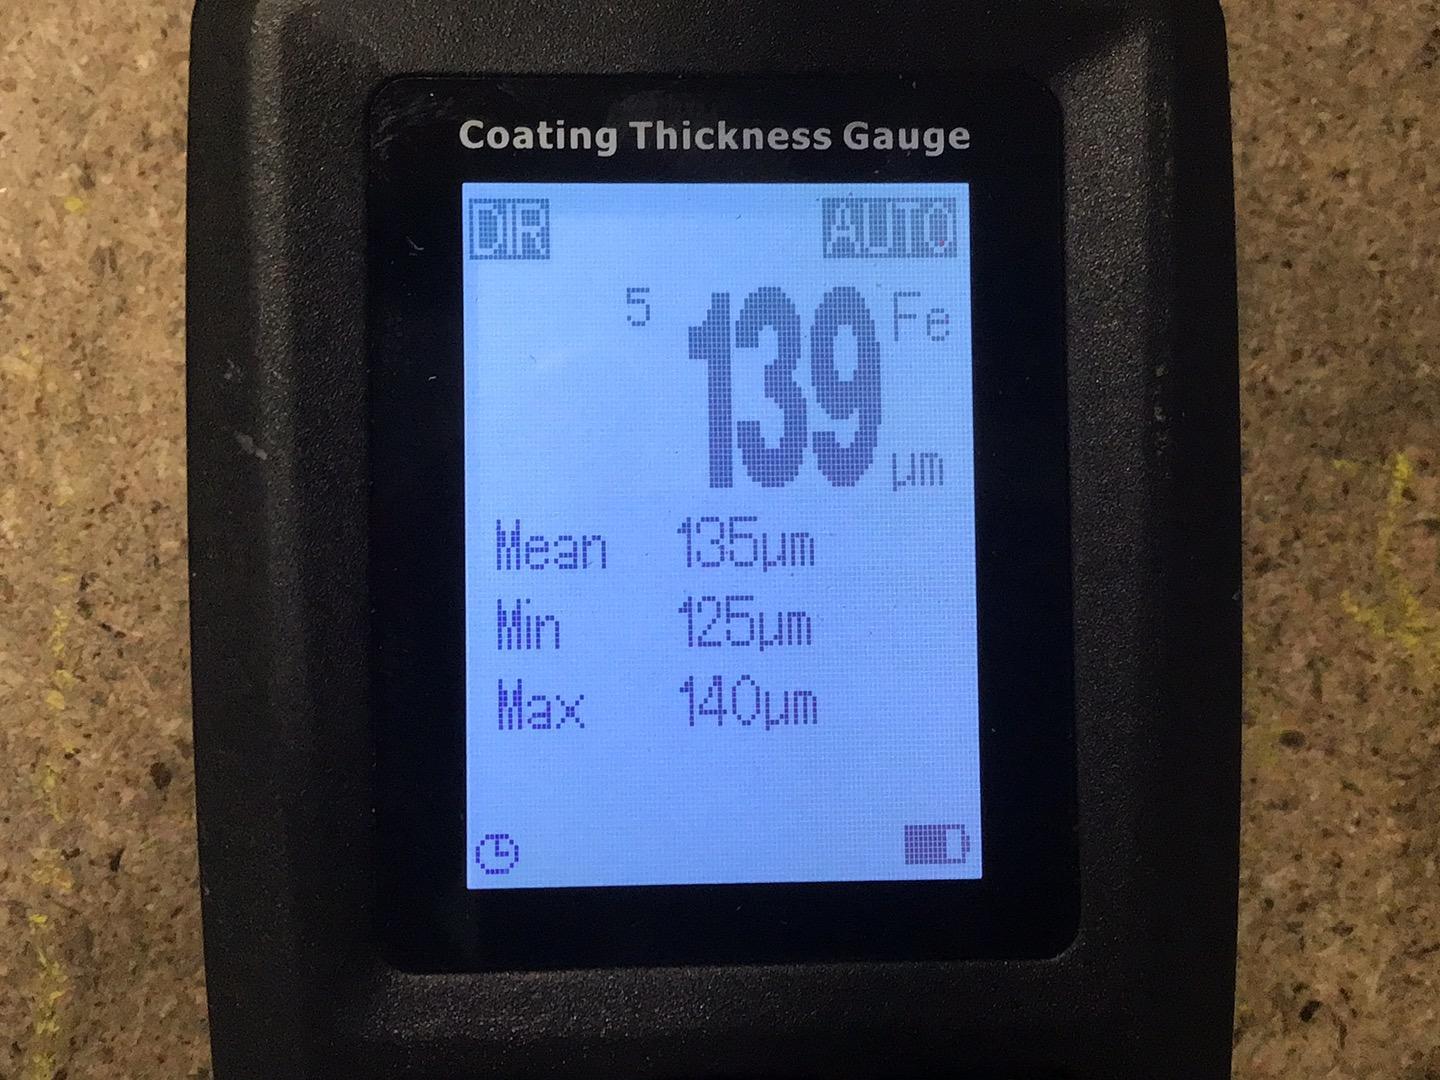 Coating Thickness Gauge
DIR AUTO
5 139 Fe
µm
Mean 135µm
Min 125µm
Max 140µm